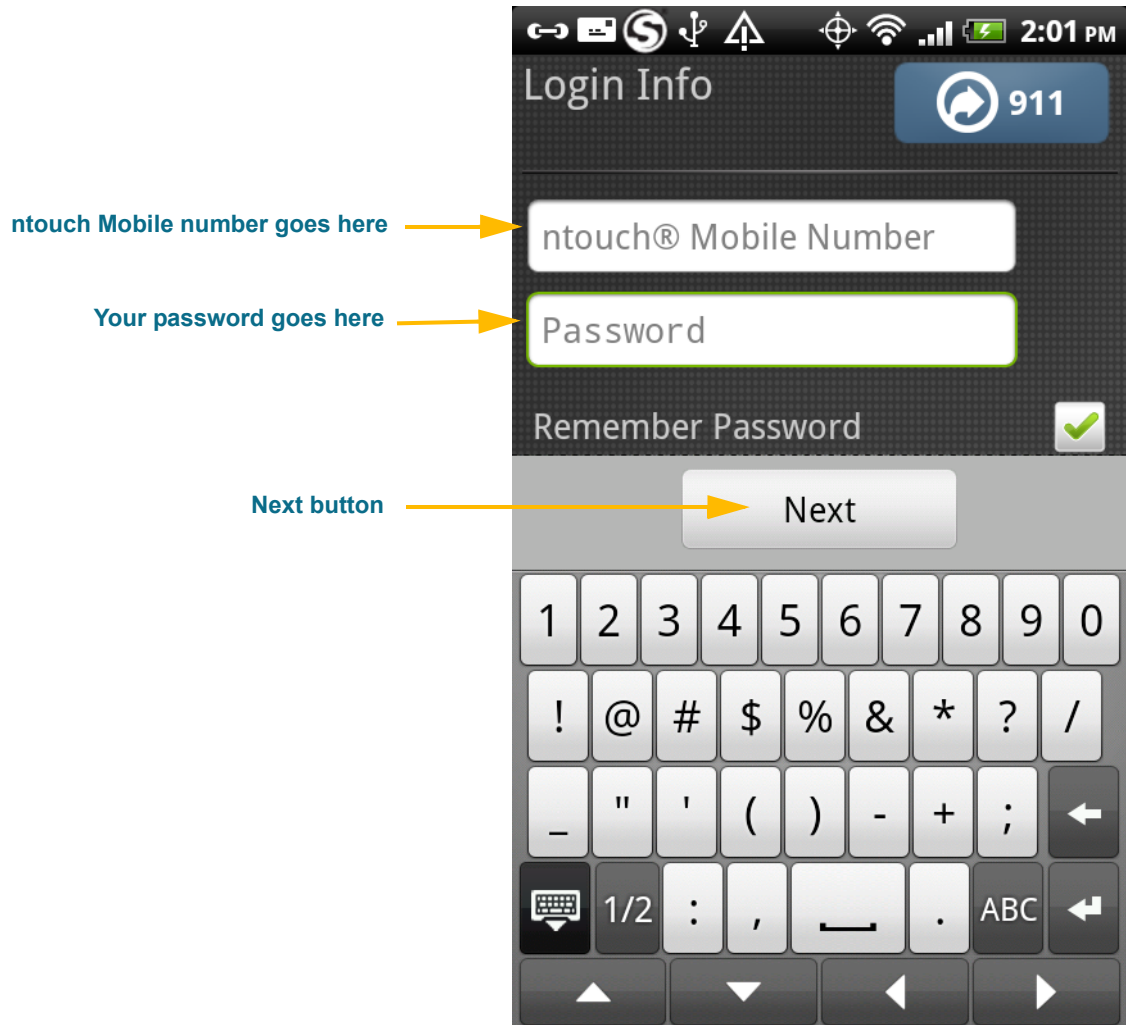 2:01 PM
Login Info
911
ntouch Mobile number goes here
ntouch® Mobile Number
Your password goes here
Password
Remember Password
Next button
Next
1 2 3 4 5 6 7 8 9 0
! @ # $ % & * ? /
_ " ' ( ) - + ;
1/2 : , . ABC